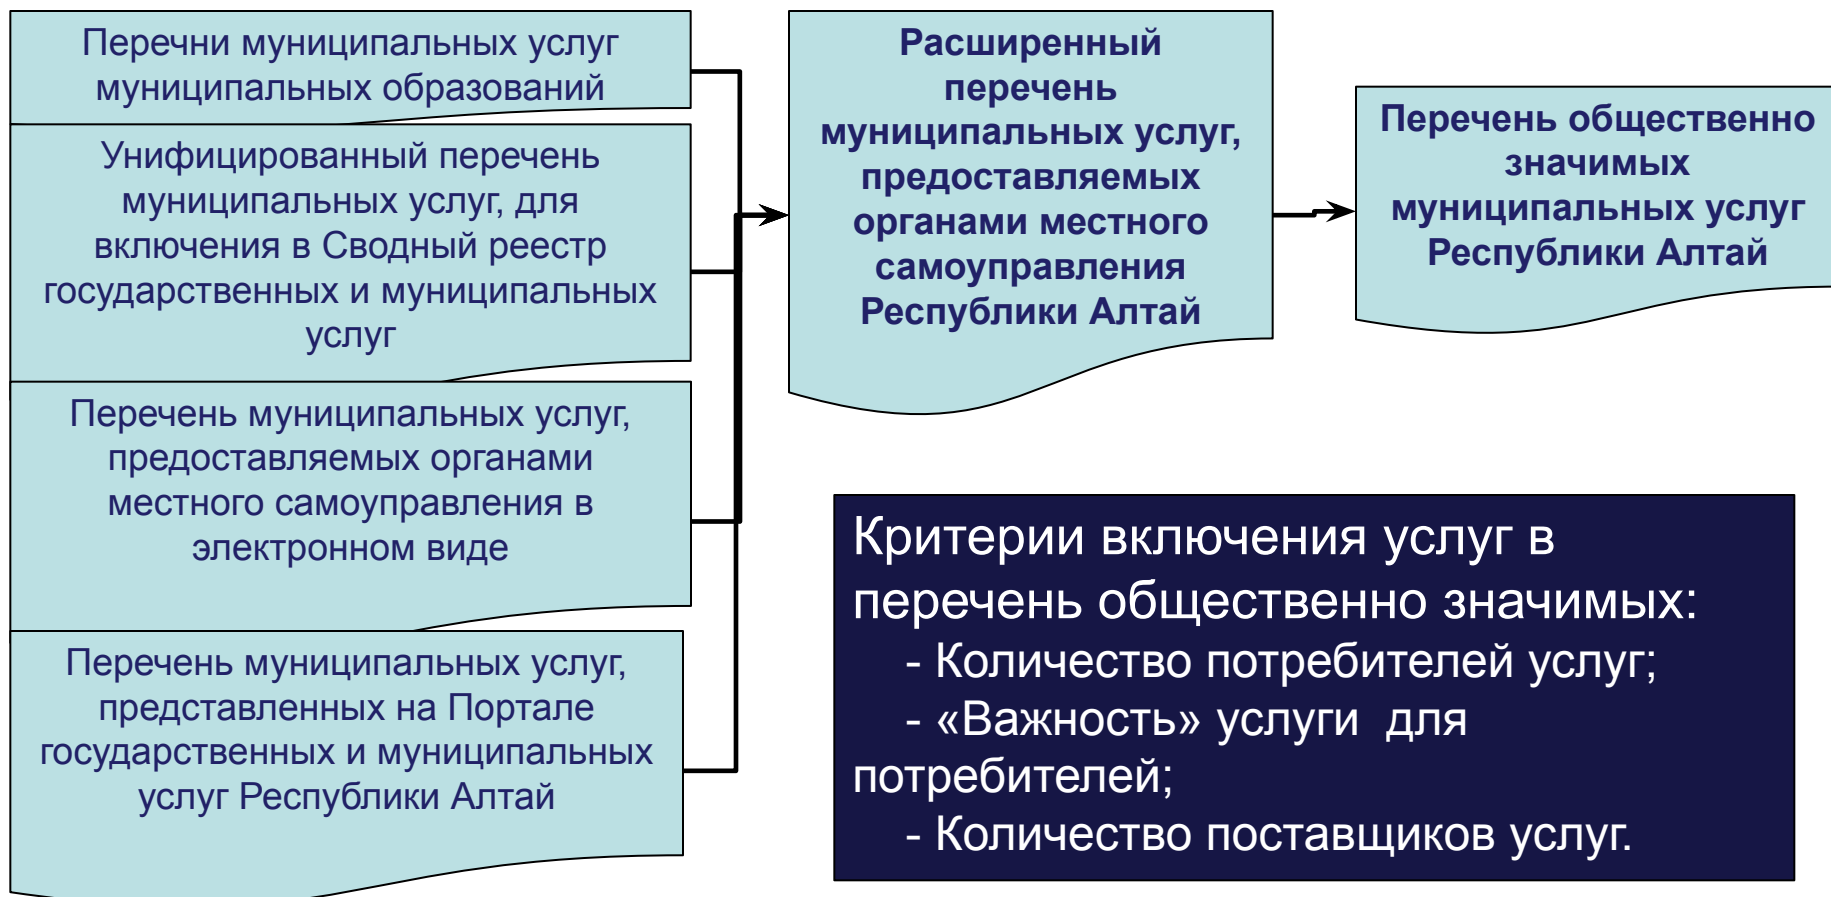 Перечни муниципальных услуг
муниципальных образований
Унифицированный перечень
муниципальных услуг, для
включения в Сводный реестр
государственных и муниципальных
услуг
Перечень муниципальных услуг,
предоставляемых органами
местного самоуправления в
электронном виде
Перечень муниципальных услуг,
представленных на Портале
государственных и муниципальных
услуг Республики Алтай
Расширенный
перечень
муниципальных услуг,
предоставляемых
органами местного
самоуправления
Республики Алтай
Перечень общественно
значимых
муниципальных услуг
Республики Алтай
Критерии включения услуг в
перечень общественно значимых:
- Количество потребителей услуг;
- «Важность» услуги для
потребителей;
- Количество поставщиков услуг.